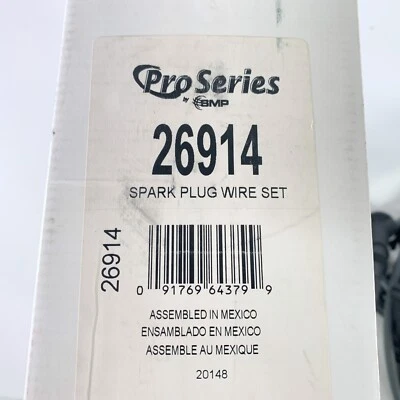 Pro Series
by SMP
26914
SPARK PLUG WIRE SET
26914
0 91769 64379 9
ASSEMBLED IN MEXICO
ENSAMBLADO EN MEXICO
ASSEMBLE AU MEXIQUE
20148